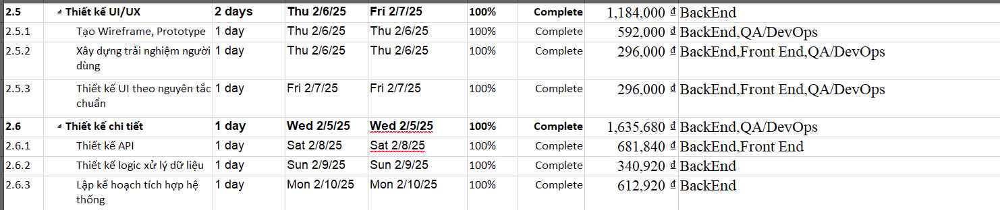 2.5 Thiết kế UI/UX 2 days Thu 2/6/25 Fri 2/7/25 100% Complete 1,184,000 ₫ BackEnd
2.5.1 Tạo Wireframe, Prototype 1 day Thu 2/6/25 Thu 2/6/25 100% Complete 592,000 ₫ BackEnd,QA/DevOps
2.5.2 Xây dựng trải nghiệm người 1 day Thu 2/6/25 Thu 2/6/25 100% Complete 296,000 ₫ BackEnd,Front End,QA/DevOps
dùng
2.5.3 Thiết kế UI theo nguyên tắc 1 day Fri 2/7/25 Fri 2/7/25 100% Complete 296,000 ₫ BackEnd,Front End,QA/DevOps
chuẩn
2.6 Thiết kế chi tiết 1 day Wed 2/5/25 Wed 2/5/25 100% Complete 1,635,680 ₫ BackEnd,QA/DevOps
2.6.1 Thiết kế API 1 day Sat 2/8/25 Sat 2/8/25 100% Complete 681,840 ₫ BackEnd,Front End
2.6.2 Thiết kế logic xử lý dữ liệu 1 day Sun 2/9/25 Sun 2/9/25 100% Complete 340,920 ₫ BackEnd
2.6.3 Lập kế hoạch tích hợp hệ 1 day Mon 2/10/25 Mon 2/10/25 100% Complete 612,920 ₫ BackEnd
thống